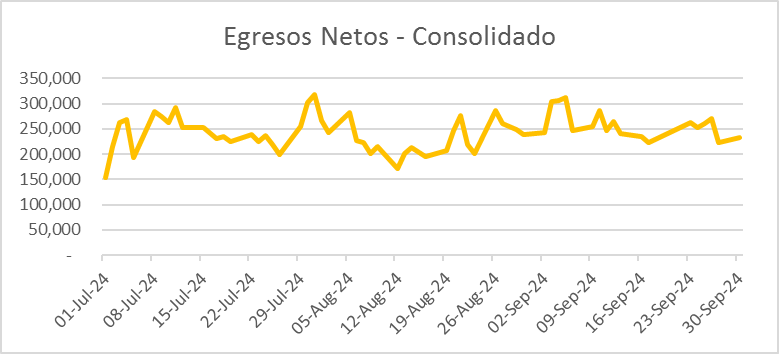 Egresos Netos - Consolidado
350,000
300,000
250,000
200,000
150,000
100,000
50,000
-
01-Jul-24
08-Jul-24
15-Jul-24
22-Jul-24
29-Jul-24
05-Aug-24
12-Aug-24
19-Aug-24
26-Aug-24
02-Sep-24
09-Sep-24
16-Sep-24
23-Sep-24
30-Sep-24